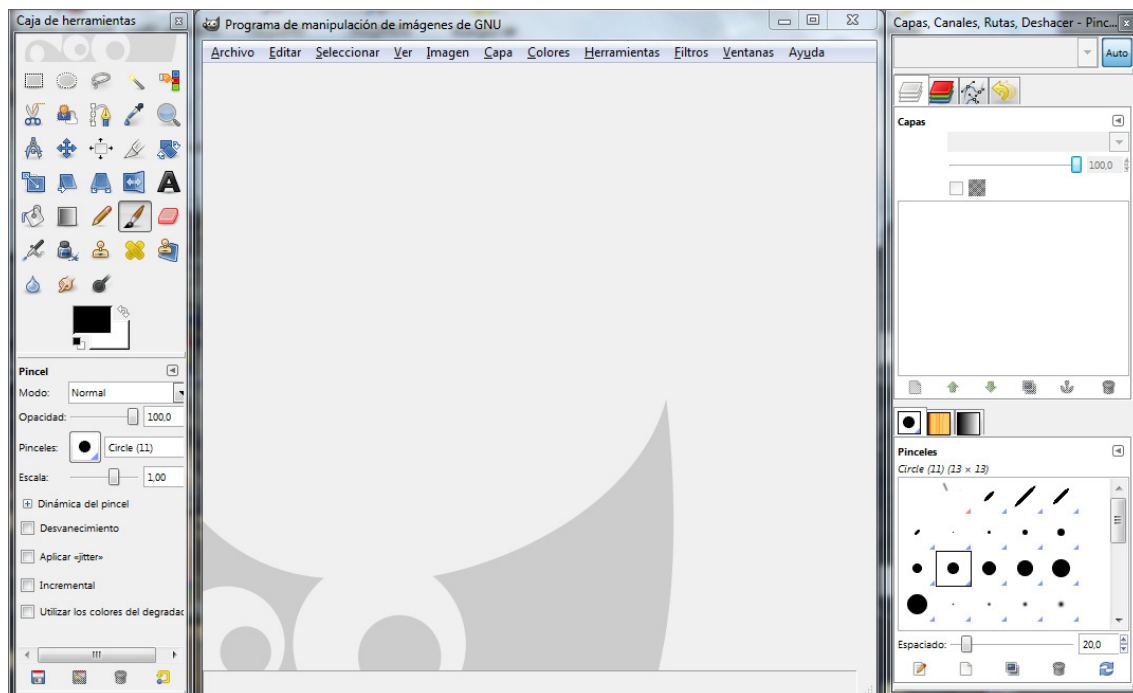 Caja de herramientas
Pincel
Modo: Normal
Opacidad: 100,0
Pinceles: Circle (11)
Escala: 1,00
Dinámica del pincel
Desvanecimiento
Aplicar «jitter»
Incremental
Utilizar los colores del degradac
Programa de manipulación de imágenes de GNU
Archivo Editar Seleccionar Ver Imagen Capa Colores Herramientas Filtros Ventanas Ayuda
Capas, Canales, Rutas, Deshacer - Pinc...
Auto
Capas
100,0
Pinceles
Circle (11) (13 × 13)
Espaciado: 20,0